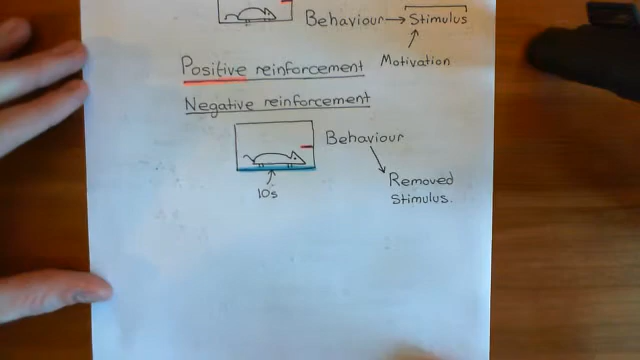 Behaviour → Stimulus
Motivation
Positive reinforcement
Negative reinforcement
Behaviour
Removed
Stimulus.
10s